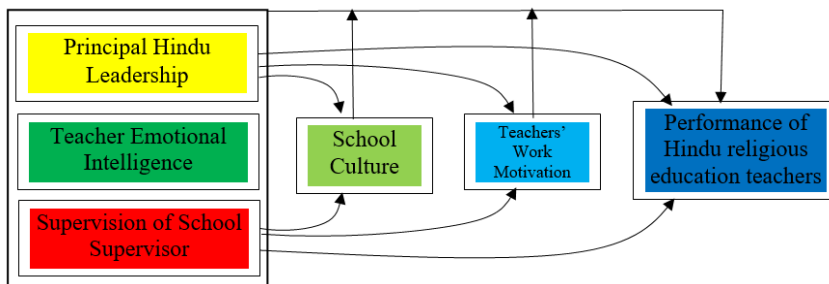 Principal Hindu
Leadership
Teacher Emotional
Intelligence
Supervision of School
Supervisor
School
Culture
Teachers'
Work
Motivation
Performance of
Hindu religious
education teachers